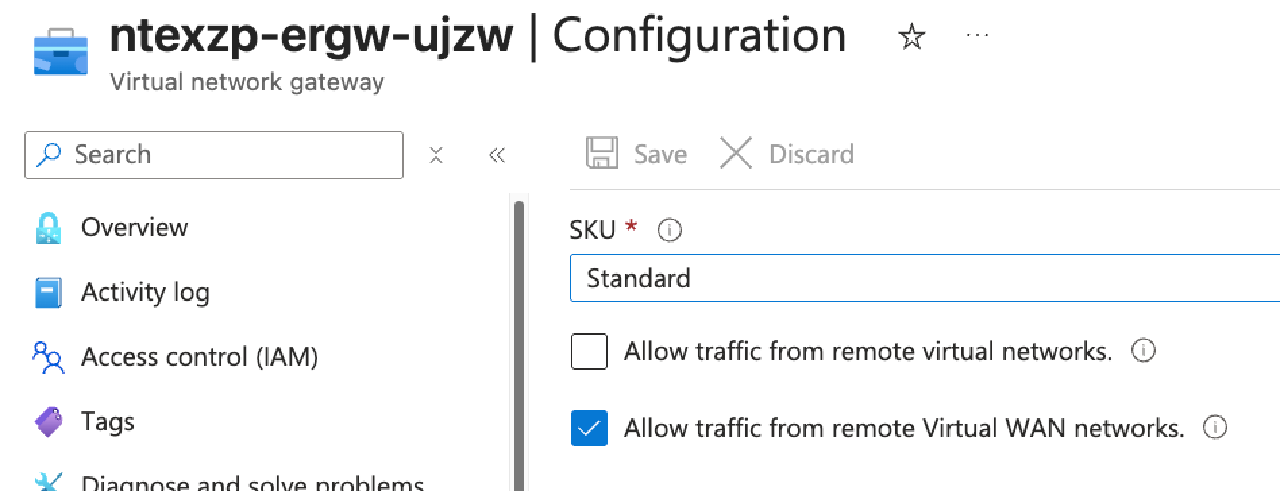 ntexzp-ergw-ujzw | Configuration
Virtual network gateway
Search
Save
Discard
Overview
Activity log
Access control (IAM)
Tags
Diagnose and solve problems
SKU *
Standard
Allow traffic from remote virtual networks.
Allow traffic from remote Virtual WAN networks.